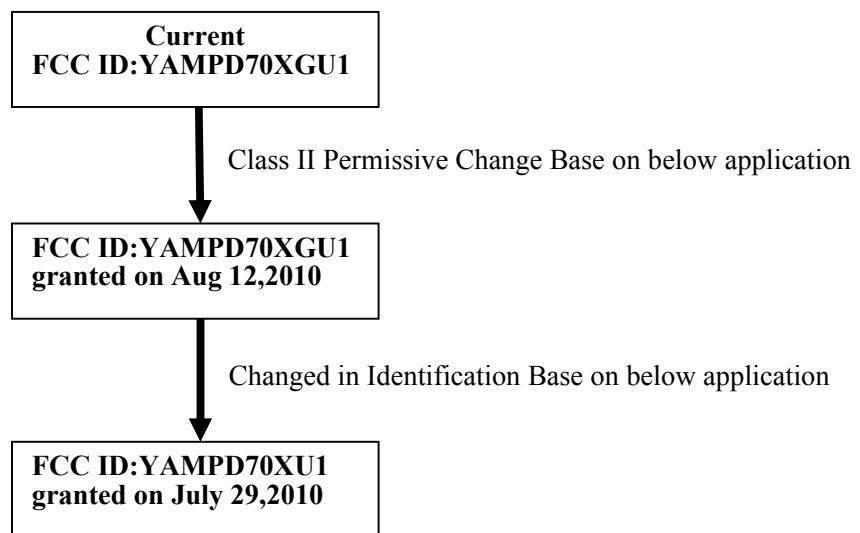 Current
FCC ID:YAMPD70XGU1
Class II Permissive Change Base on below application
FCC ID:YAMPD70XGU1
granted on Aug 12,2010
Changed in Identification Base on below application
FCC ID:YAMPD70XU1
granted on July 29,2010